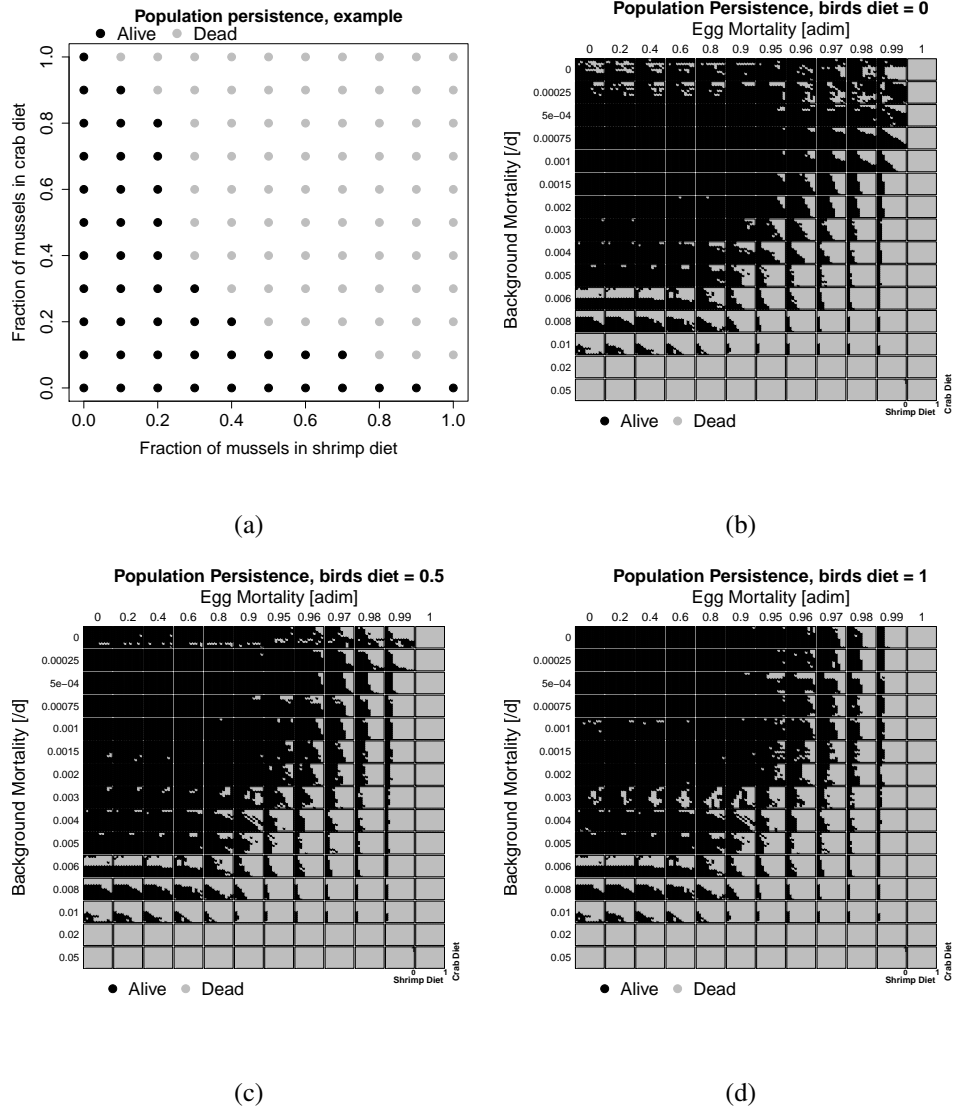 Population persistence, example
Alive Dead
Fraction of mussels in crab diet
1.0
0.8
0.6
0.4
0.2
0.0
0.0 0.2 0.4 0.6 0.8 1.0
Fraction of mussels in shrimp diet
(a)
Population Persistence, birds diet = 0
Egg Mortality [adim]
0 0.2 0.4 0.6 0.8 0.9 0.95 0.96 0.97 0.98 0.99 1
Background Mortality [/d]
0
0.00025
5e−04
0.00075
0.001
0.0015
0.002
0.003
0.004
0.005
0.006
0.008
0.01
0.02
0.05
0 1
Shrimp Diet
Crab Diet
Alive Dead
(b)
Population Persistence, birds diet = 0.5
Egg Mortality [adim]
0 0.2 0.4 0.6 0.8 0.9 0.95 0.96 0.97 0.98 0.99 1
Background Mortality [/d]
0
0.00025
5e−04
0.00075
0.001
0.0015
0.002
0.003
0.004
0.005
0.006
0.008
0.01
0.02
0.05
0 1
Shrimp Diet
Crab Diet
Alive Dead
(c)
Population Persistence, birds diet = 1
Egg Mortality [adim]
0 0.2 0.4 0.6 0.8 0.9 0.95 0.96 0.97 0.98 0.99 1
Background Mortality [/d]
0
0.00025
5e−04
0.00075
0.001
0.0015
0.002
0.003
0.004
0.005
0.006
0.008
0.01
0.02
0.05
0 1
Shrimp Diet
Crab Diet
Alive Dead
(d)